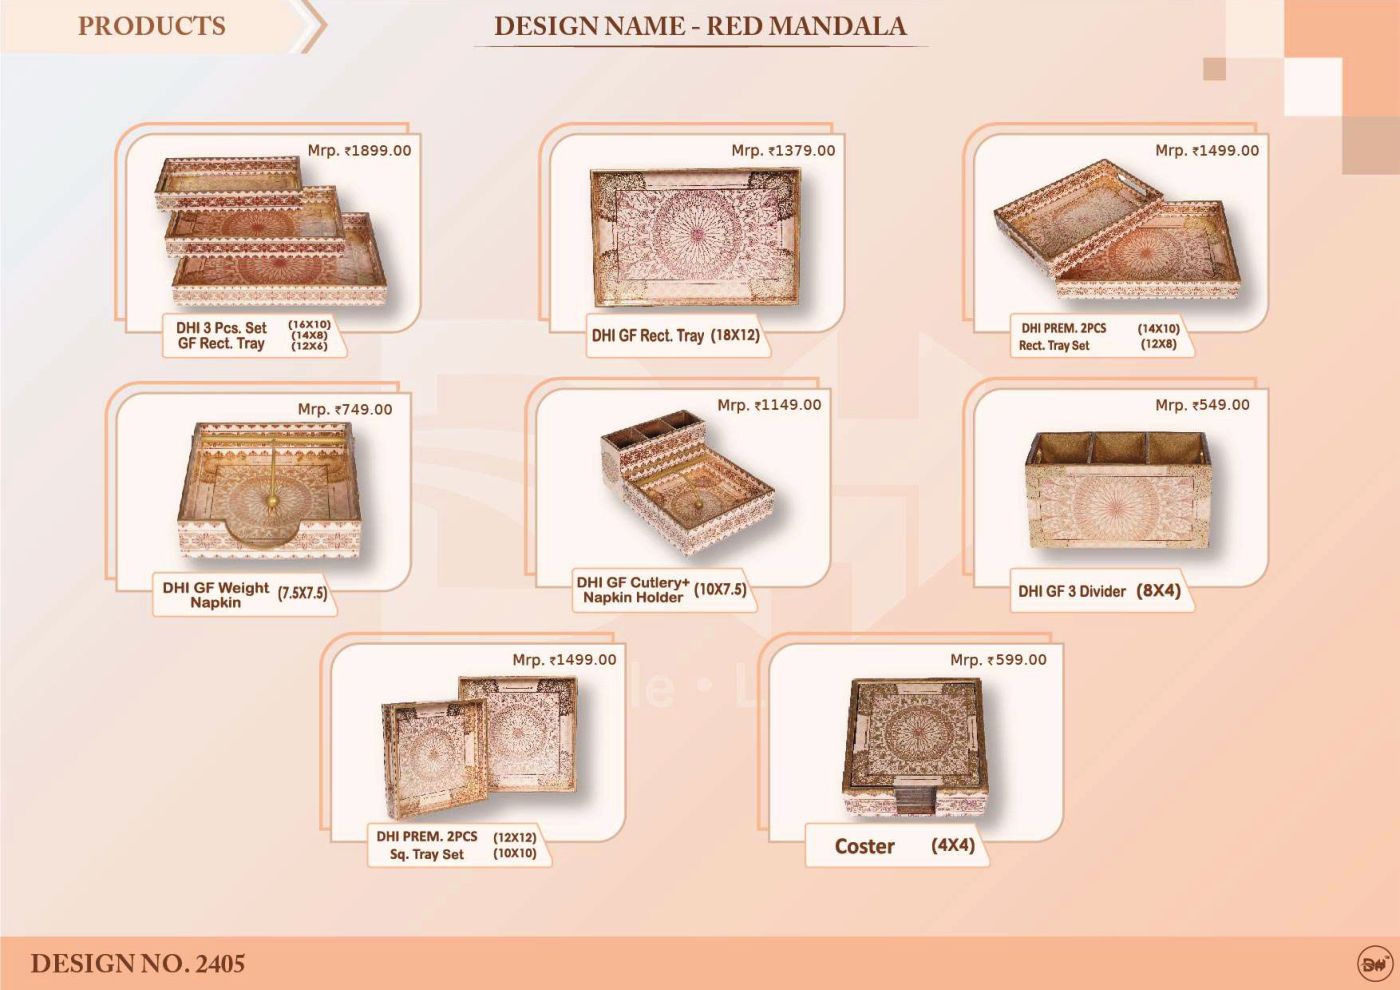 PRODUCTS
DESIGN NAME - RED MANDALA
Mrp. ₹1899.00
DHI 3 Pcs. Set (16X10)
(14X8)
GF Rect. Tray (12X6)
Mrp. ₹1379.00
DHI GF Rect. Tray (18X12)
Mrp. ₹1499.00
DHI PREM. 2PCS (14X10)
Rect. Tray Set (12X8)
Mrp. ₹749.00
DHI GF Weight (7.5X7.5)
Napkin
Mrp. ₹1149.00
DHI GF Cutlery+ (10X7.5)
Napkin Holder
Mrp. ₹549.00
DHI GF 3 Divider (8X4)
Mrp. ₹1499.00
DHI PREM. 2PCS (12X12)
Sq. Tray Set (10X10)
Mrp. ₹599.00
Coster (4X4)
DESIGN NO. 2405